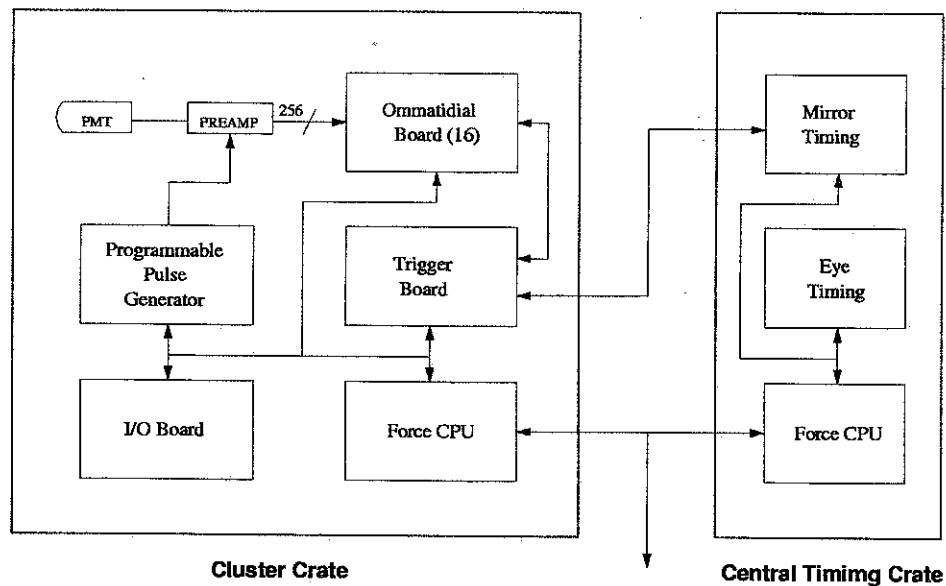 PMT
PREAMP
256
Ommatidial
Board (16)
Mirror
Timing
Programmable
Pulse
Generator
Trigger
Board
Eye
Timing
I/O Board
Force CPU
Force CPU
Cluster Crate
Central Timimg Crate